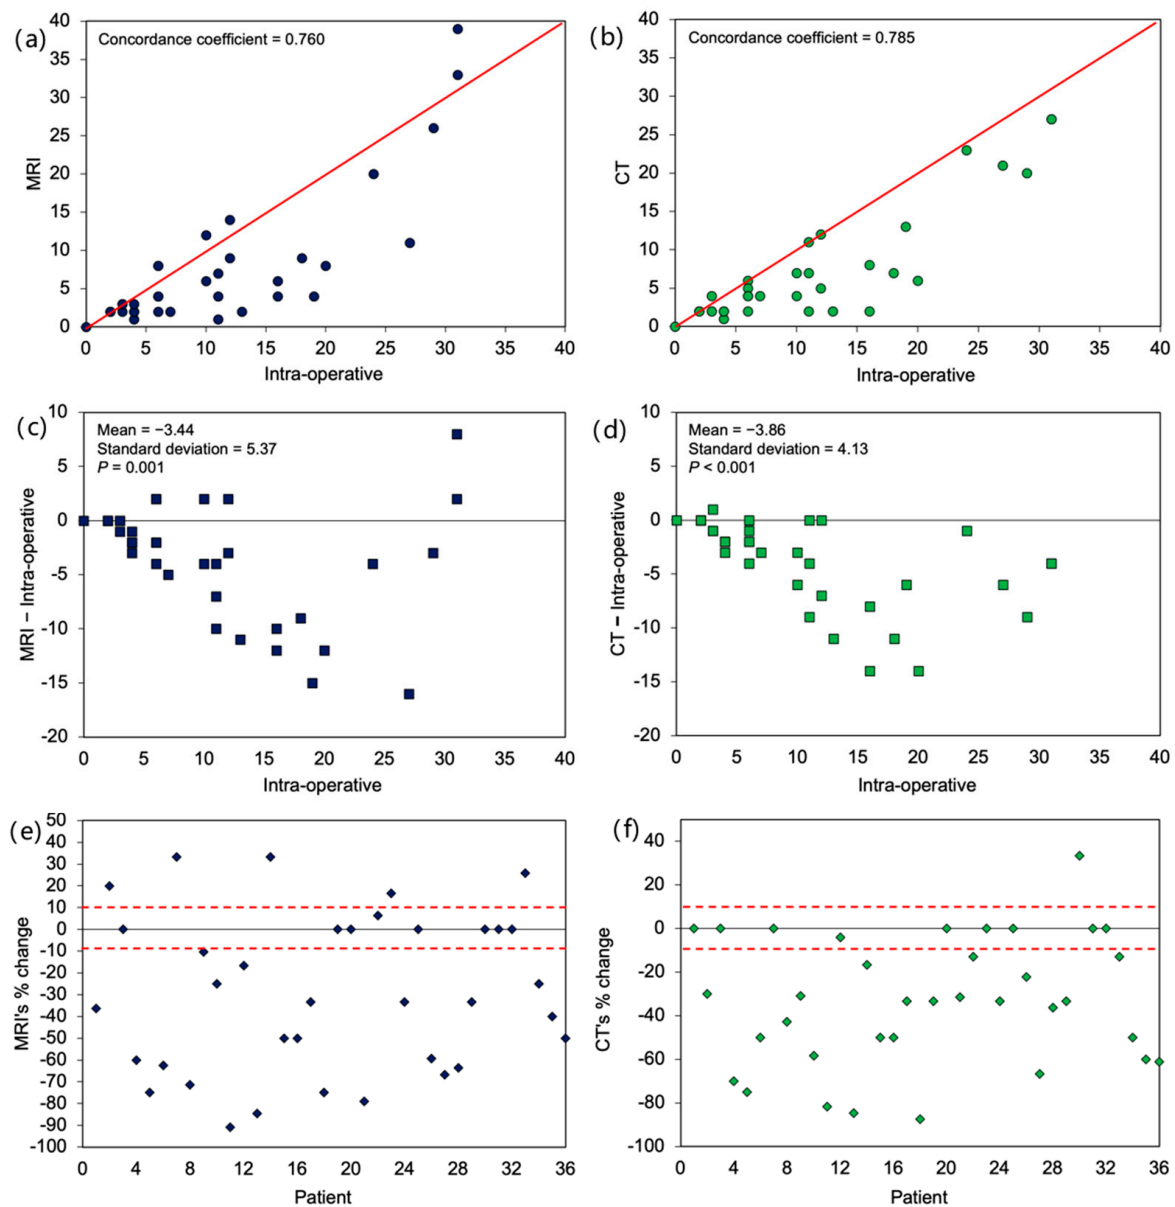 (a)
Concordance coefficient = 0.760
MRI
40
35
30
25
20
15
10
5
0
0 5 10 15 20 25 30 35 40
Intra-operative
(b)
Concordance coefficient = 0.785
CT
40
35
30
25
20
15
10
5
0
0 5 10 15 20 25 30 35 40
Intra-operative
(c)
Mean = −3.44
Standard deviation = 5.37
P = 0.001
MRI − Intra-operative
10
5
0
-5
-10
-15
-20
0 5 10 15 20 25 30 35 40
Intra-operative
(d)
Mean = −3.86
Standard deviation = 4.13
P < 0.001
CT − Intra-operative
10
5
0
-5
-10
-15
-20
0 5 10 15 20 25 30 35 40
Intra-operative
(e)
MRI's % change
50
40
30
20
10
0
-10
-20
-30
-40
-50
-60
-70
-80
-90
-100
0 4 8 12 16 20 24 28 32 36
Patient
(f)
CT's % change
40
20
0
-20
-40
-60
-80
-100
0 4 8 12 16 20 24 28 32 36
Patient